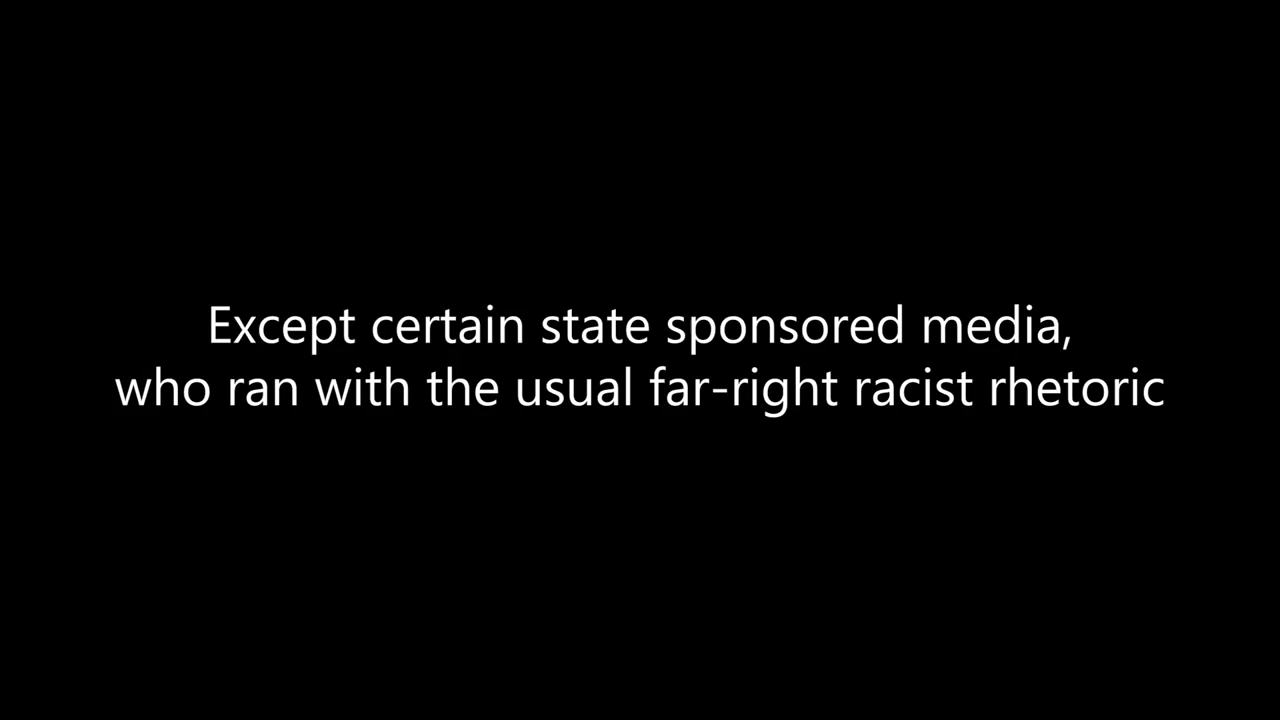 Except certain state sponsored media,
who ran with the usual far-right racist rhetoric